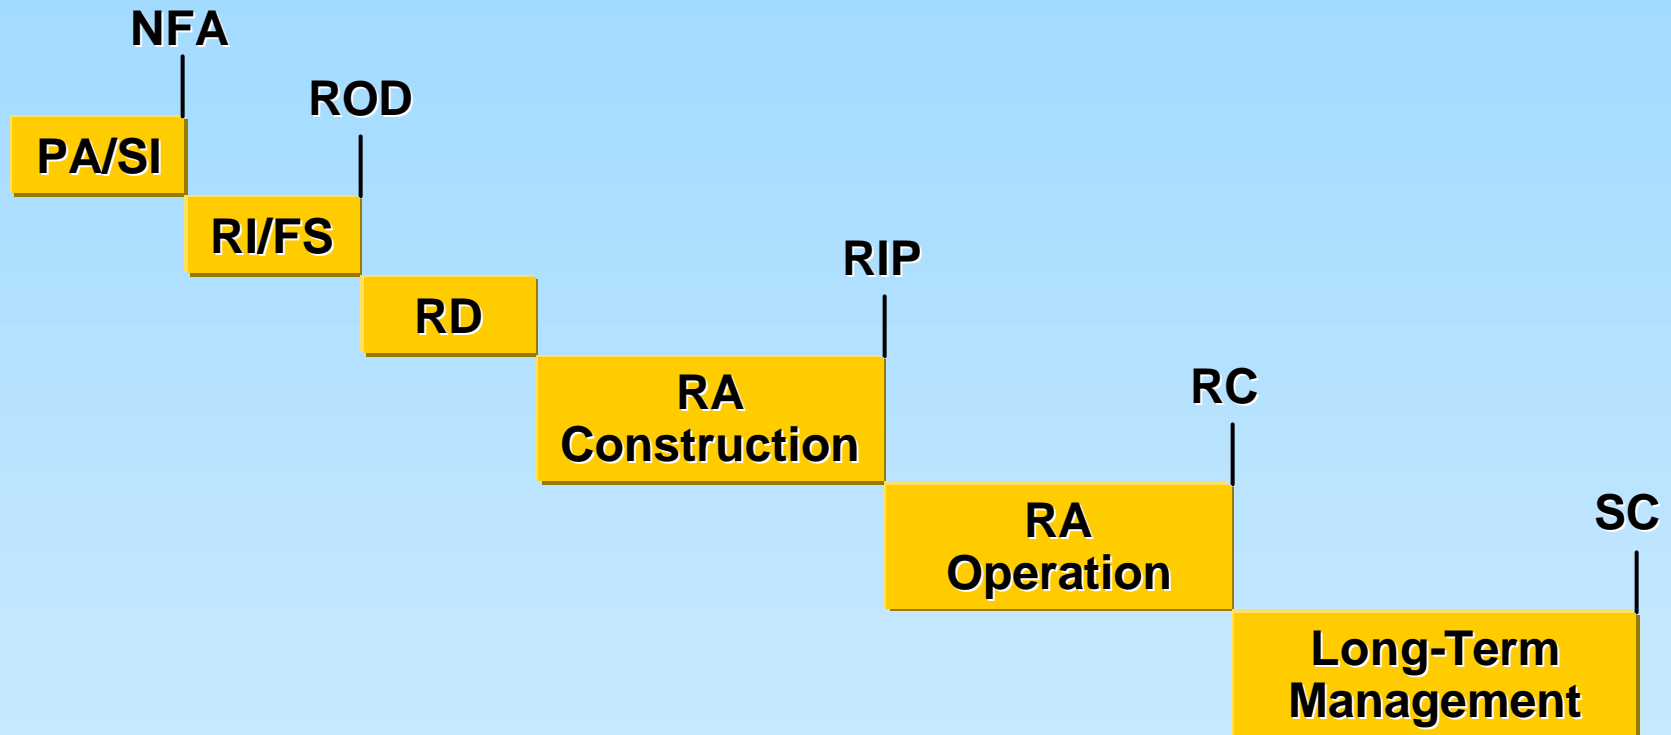 NFA
ROD
PA/SI
RI/FS
RIP
RD
RA
Construction
RC
RA
Operation
SC
Long-Term
Management